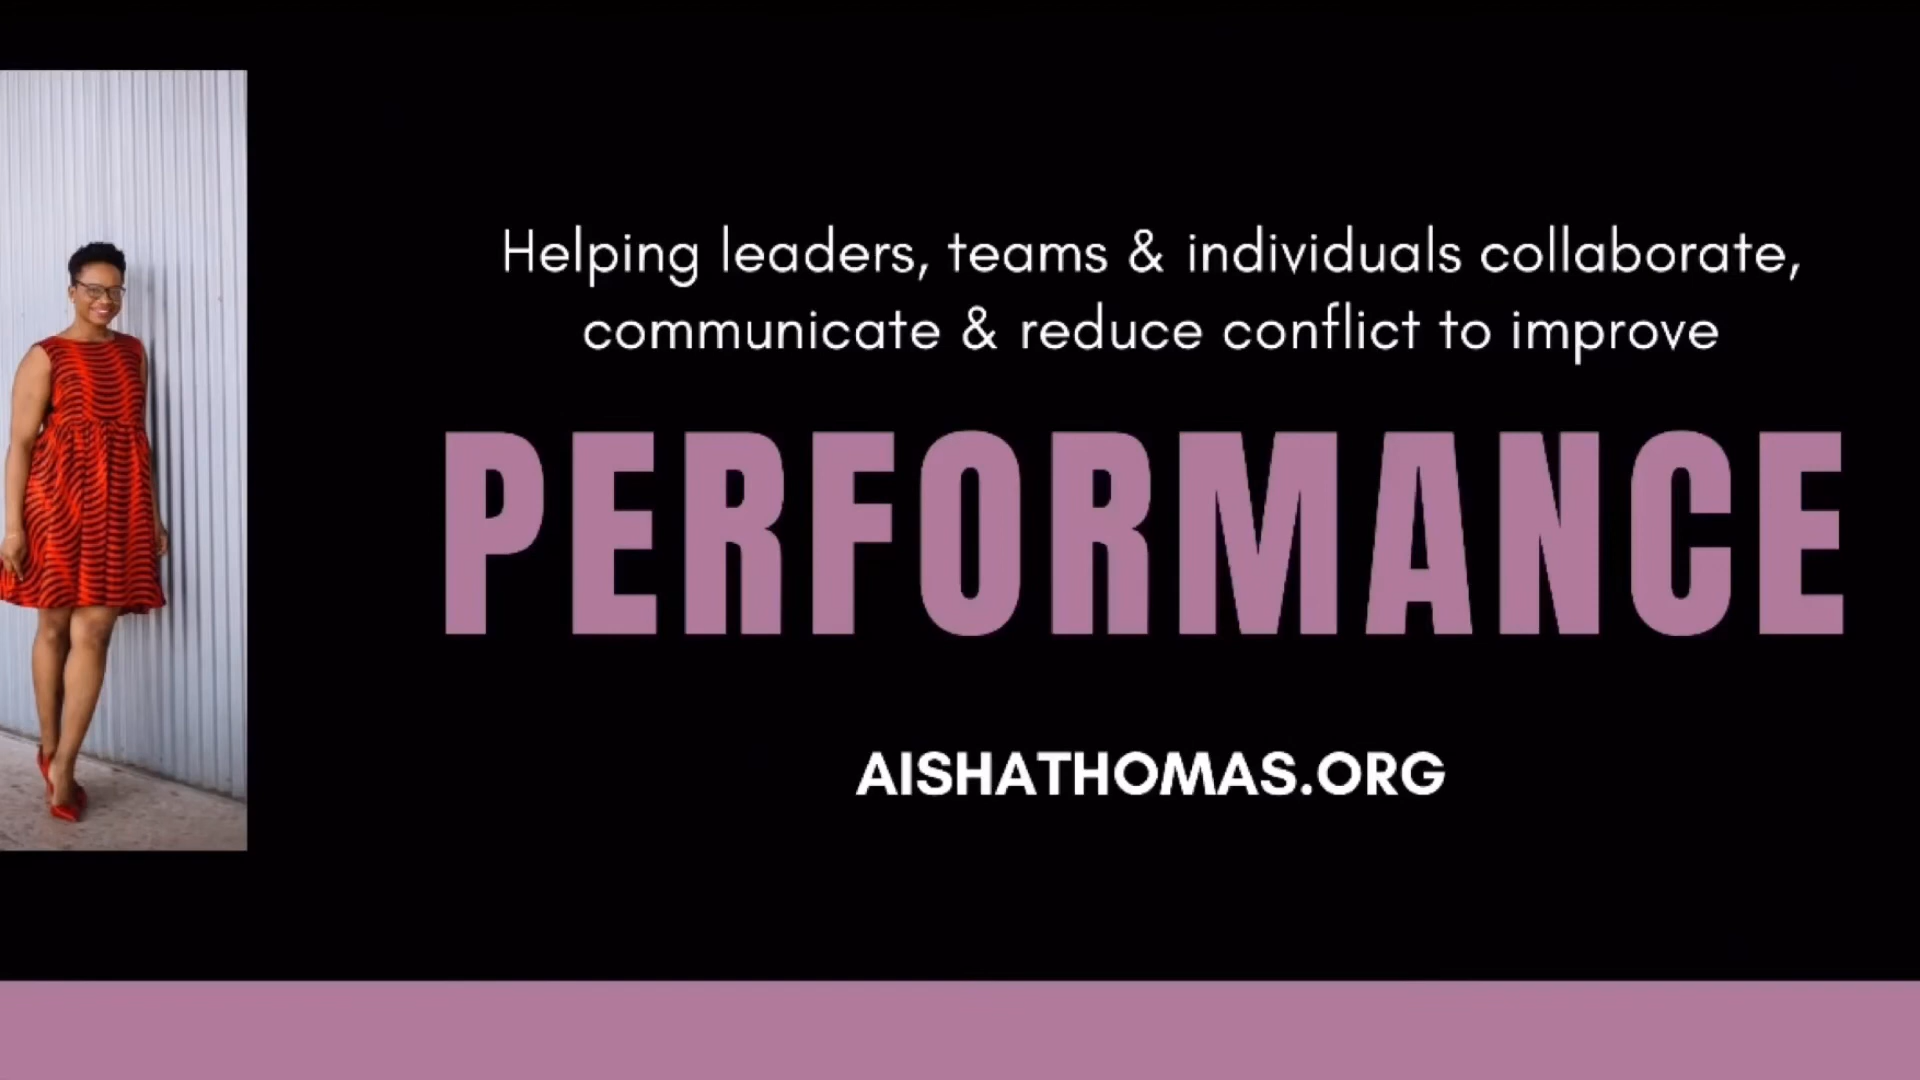 Helping leaders, teams & individuals collaborate,
communicate & reduce conflict to improve
PERFORMANCE
AISHATHOMAS.ORG